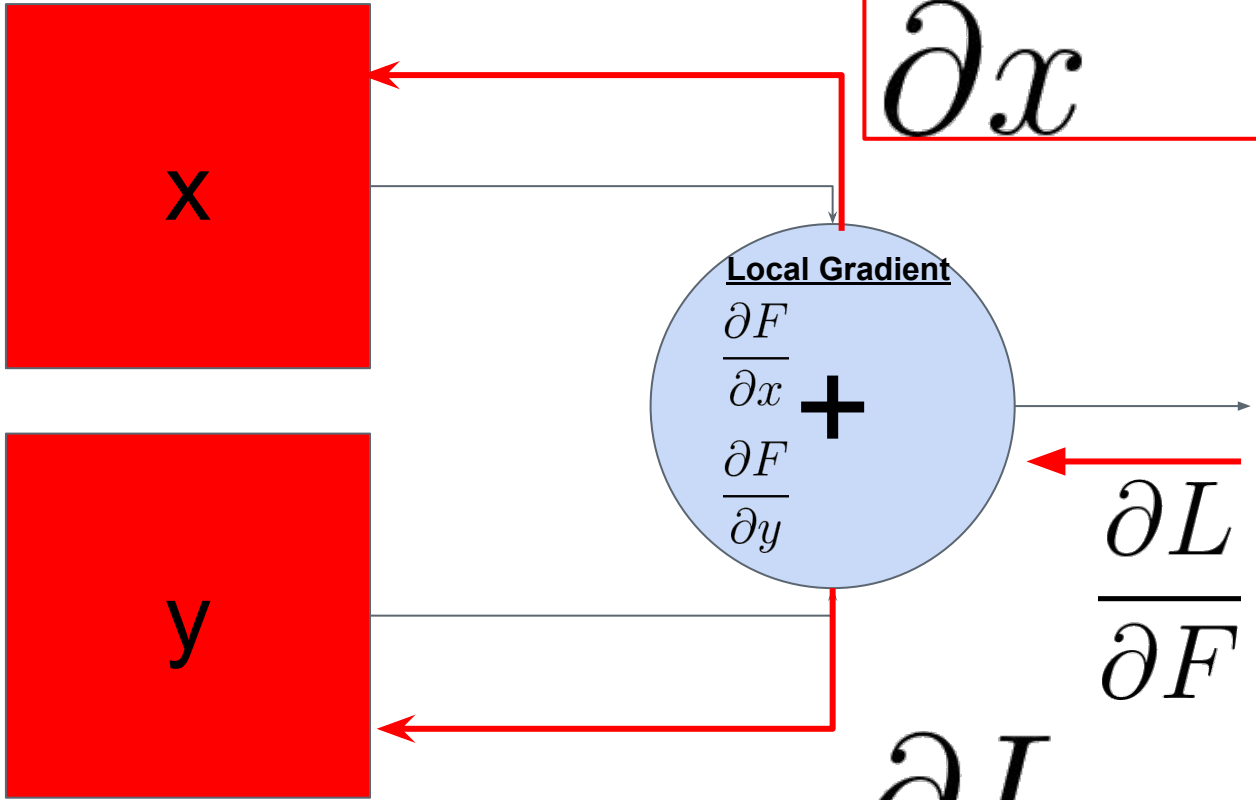 ∂x
x
Local Gradient
∂F
∂x
+
∂F
∂y
∂L
∂F
y